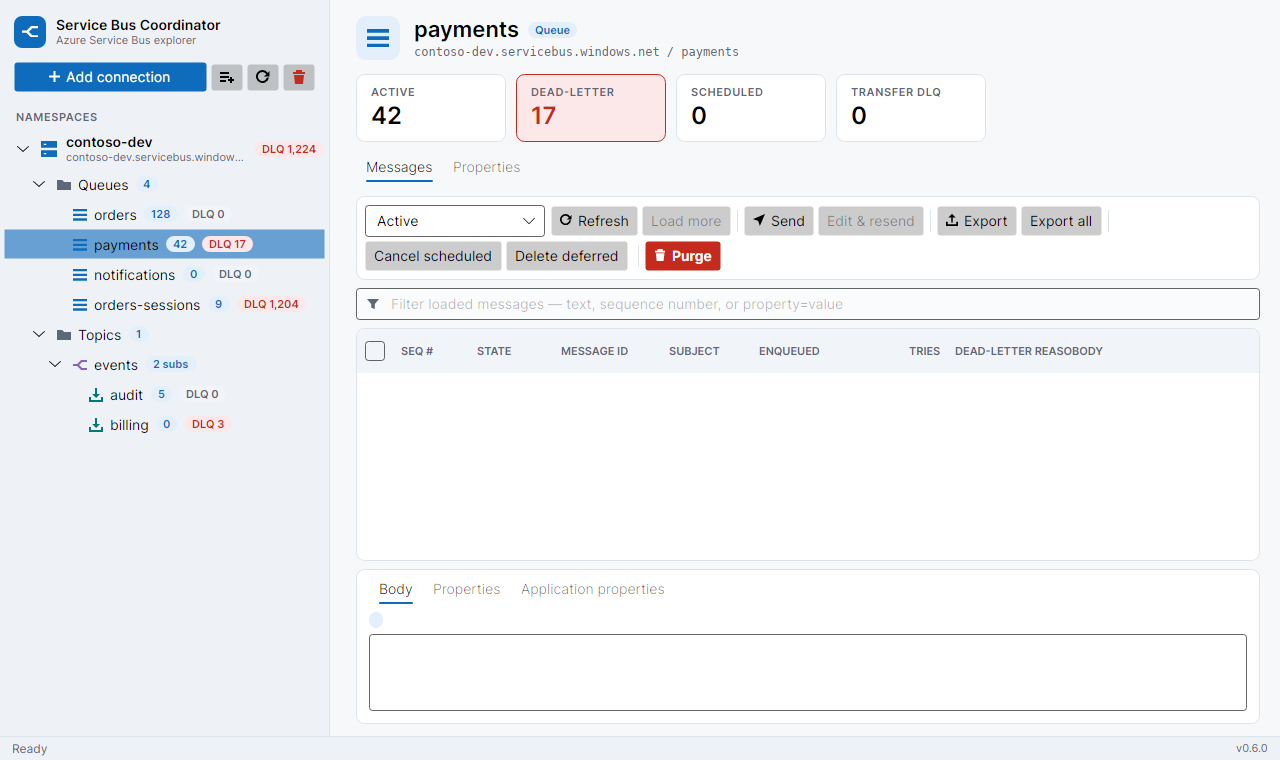 Service Bus Coordinator
Azure Service Bus explorer
Add connection
NAMESPACES
contoso-dev
contoso-dev.servicebus.window...
DLQ 1,224
Queues 4
orders 128 DLQ 0
payments 42 DLQ 17
notifications 0 DLQ 0
orders-sessions 9 DLQ 1,204
Topics 1
events 2 subs
audit 5 DLQ 0
billing 0 DLQ 3
payments Queue
contoso-dev.servicebus.windows.net / payments
ACTIVE DEAD-LETTER SCHEDULED TRANSFER DLQ
42 17 0 0
Messages Properties
Active Refresh Load more Send Edit & resend Export Export all
Cancel scheduled Delete deferred Purge
Filter loaded messages — text, sequence number, or property=value
SEQ # STATE MESSAGE ID SUBJECT ENQUEUED TRIES DEAD-LETTER REASOBODY
Body Properties Application properties
Ready v0.6.0